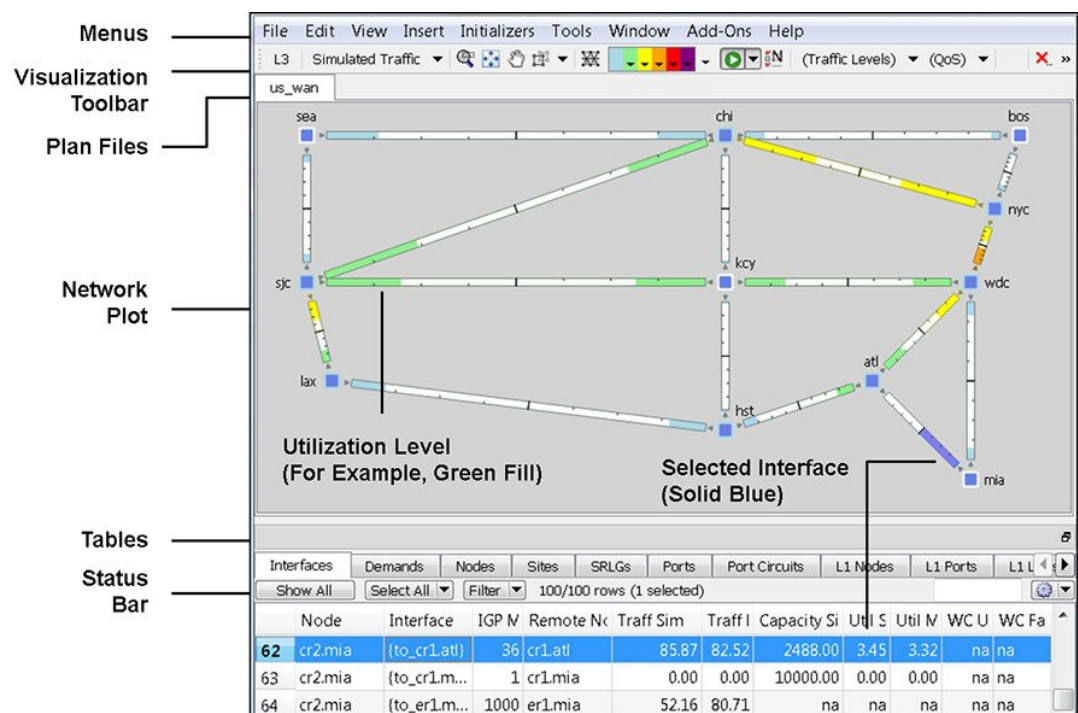 Menus
Visualization
Toolbar
Plan Files
Network
Plot
Tables
Status
Bar
File Edit View Insert Initializers Tools Window Add-Ons Help
L3 Simulated Traffic (Traffic Levels) (QoS) »
us_wan
sea chi bos
nyc
sjc kcy wdc
lax atl
hst
mia
Utilization Level
(For Example, Green Fill)
Selected Interface
(Solid Blue)
Interfaces Demands Nodes Sites SRLGs Ports Port Circuits L1 Nodes L1 Ports L1 L
Show All Select All Filter 100/100 rows (1 selected)
Node Interface IGP M Remote No Traff Sim Traff Capacity Si Util S Util M WC U WC Fa
62 cr2.mia {to_cr1.atl} 36 cr1.atl 85.87 82.52 2488.00 3.45 3.32 na na
63 cr2.mia {to_cr1.m... 1 cr1.mia 0.00 0.00 10000.00 0.00 0.00 na na
64 cr2.mia {to_er1.m... 1000 er1.mia 52.16 80.71 na na na na na